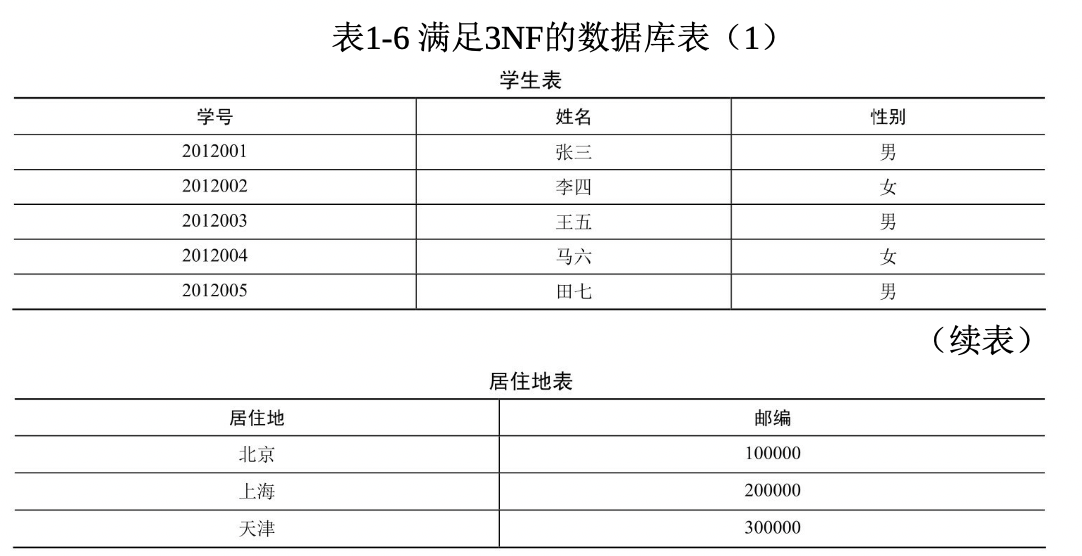 表1-6 满足3NF的数据库表（1）
学生表
学号 姓名 性别
2012001 张三 男
2012002 李四 女
2012003 王五 男
2012004 马六 女
2012005 田七 男
（续表）
居住地表
居住地 邮编
北京 100000
上海 200000
天津 300000